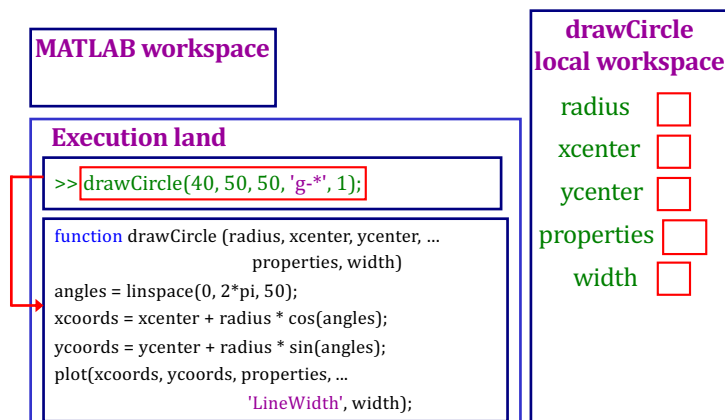 MATLAB workspace
Execution land
>> drawCircle(40, 50, 50, 'g-*', 1);
function drawCircle (radius, xcenter, ycenter, ...
properties, width)
angles = linspace(0, 2*pi, 50);
xcoords = xcenter + radius * cos(angles);
ycoords = ycenter + radius * sin(angles);
plot(xcoords, ycoords, properties, ...
'LineWidth', width);
drawCircle
local workspace
radius
xcenter
ycenter
properties
width